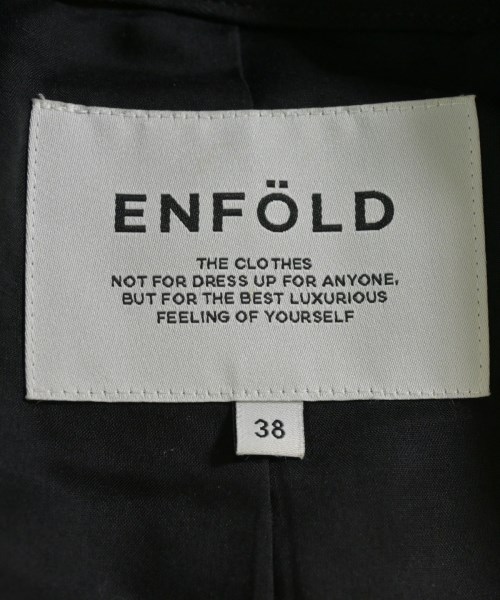 ENFÖLD
THE CLOTHES
NOT FOR DRESS UP FOR ANYONE,
BUT FOR THE BEST LUXURIOUS
FEELING OF YOURSELF
38